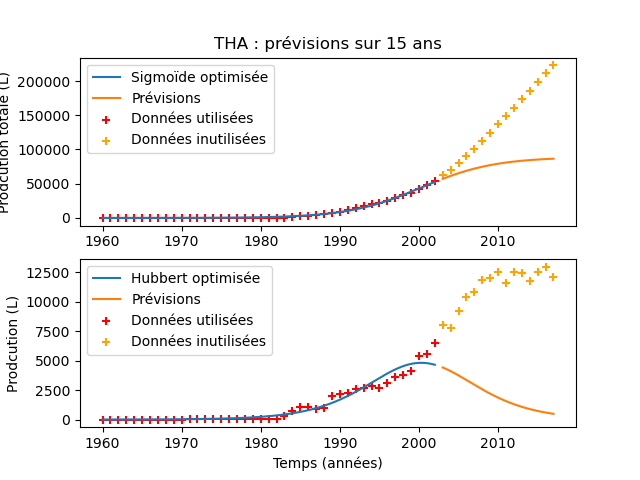 THA : prévisions sur 15 ans
Prodcution totale (L)
200000
150000
100000
50000
0
Sigmoïde optimisée
Prévisions
Données utilisées
Données inutilisées
1960 1970 1980 1990 2000 2010
Prodcution (L)
12500
10000
7500
5000
2500
0
Hubbert optimisée
Prévisions
Données utilisées
Données inutilisées
1960 1970 1980 1990 2000 2010
Temps (années)